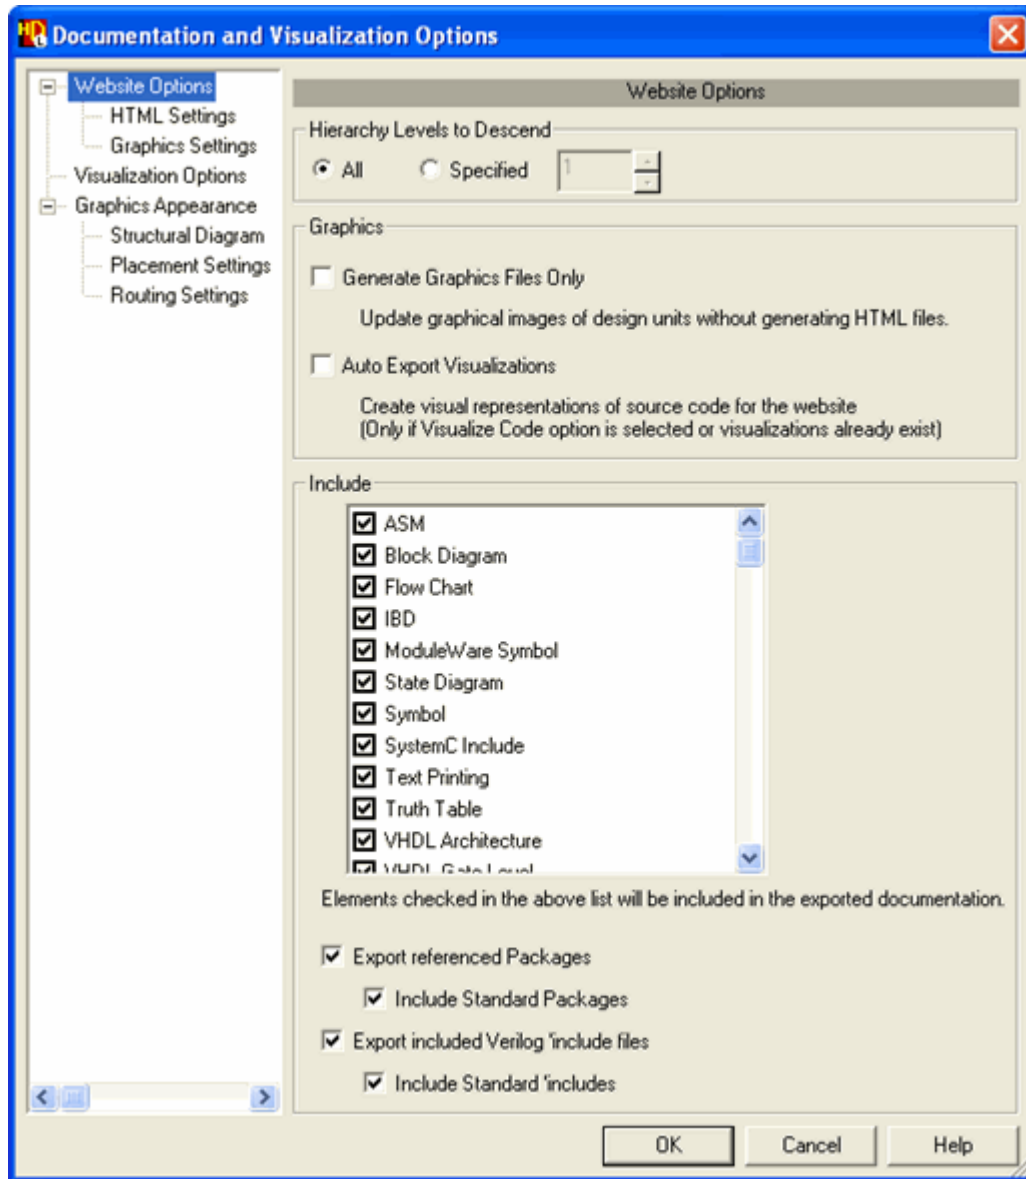 Documentation and Visualization Options
Website Options
HTML Settings
Graphics Settings
Visualization Options
Graphics Appearance
Structural Diagram
Placement Settings
Routing Settings
Website Options
Hierarchy Levels to Descend
All Specified 1
Graphics
Generate Graphics Files Only
Update graphical images of design units without generating HTML files.
Auto Export Visualizations
Create visual representations of source code for the website
(Only if Visualize Code option is selected or visualizations already exist)
Include
ASM
Block Diagram
Flow Chart
IBD
ModuleWare Symbol
State Diagram
Symbol
SystemC Include
Text Printing
Truth Table
VHDL Architecture
VHDL Gate Level
Elements checked in the above list will be included in the exported documentation.
Export referenced Packages
Include Standard Packages
Export included Verilog 'include files
Include Standard 'includes
OK Cancel Help